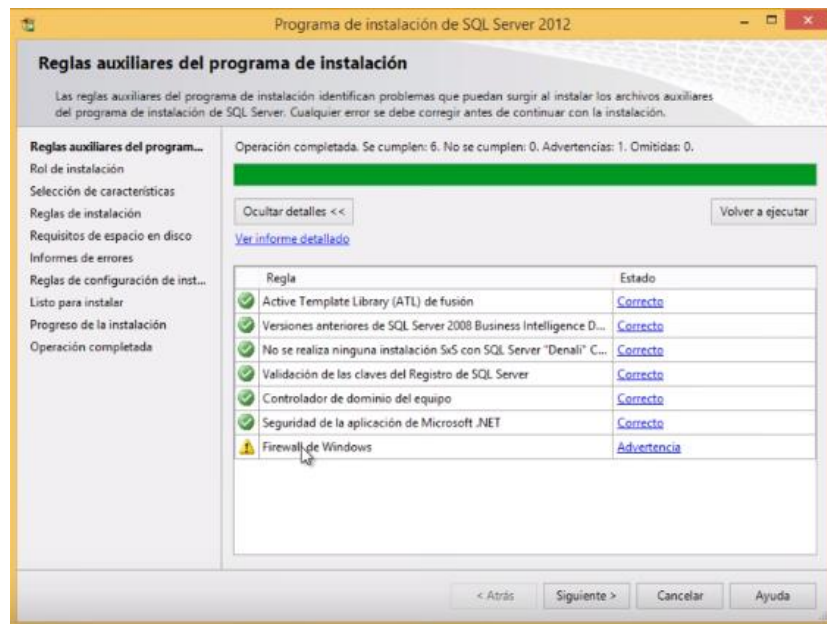 Programa de instalación de SQL Server 2012
Reglas auxiliares del programa de instalación
Las reglas auxiliares del programa de instalación identifican problemas que puedan surgir al instalar los archivos auxiliares
del programa de instalación de SQL Server. Cualquier error se debe corregir antes de continuar con la instalación.
Reglas auxiliares del program...
Rol de instalación
Selección de características
Reglas de instalación
Requisitos de espacio en disco
Informes de errores
Reglas de configuración de inst...
Listo para instalar
Progreso de la instalación
Operación completada
Operación completada. Se cumplen: 6. No se cumplen: 0. Advertencias: 1. Omitidas: 0.
Ocultar detalles <<
Volver a ejecutar
Ver informe detallado
Regla Estado
Active Template Library (ATL) de fusión Correcto
Versiones anteriores de SQL Server 2008 Business Intelligence D... Correcto
No se realiza ninguna instalación SxS con SQL Server "Denali" C... Correcto
Validación de las claves del Registro de SQL Server Correcto
Controlador de dominio del equipo Correcto
Seguridad de la aplicación de Microsoft .NET Correcto
Firewall de Windows Advertencia
< Atrás Siguiente > Cancelar Ayuda